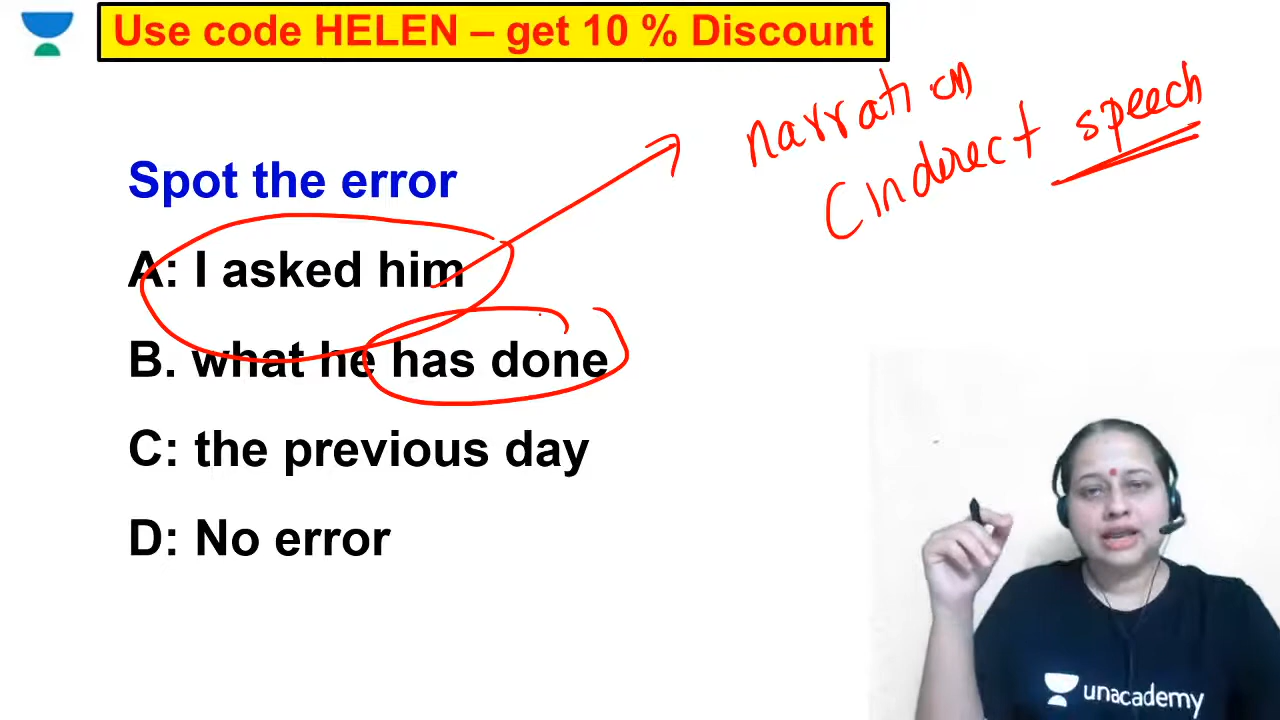 Use code HELEN – get 10 % Discount
narration
(indirect speech
Spot the error
A: I asked him
B. what he has done
C: the previous day
D: No error
unacademy